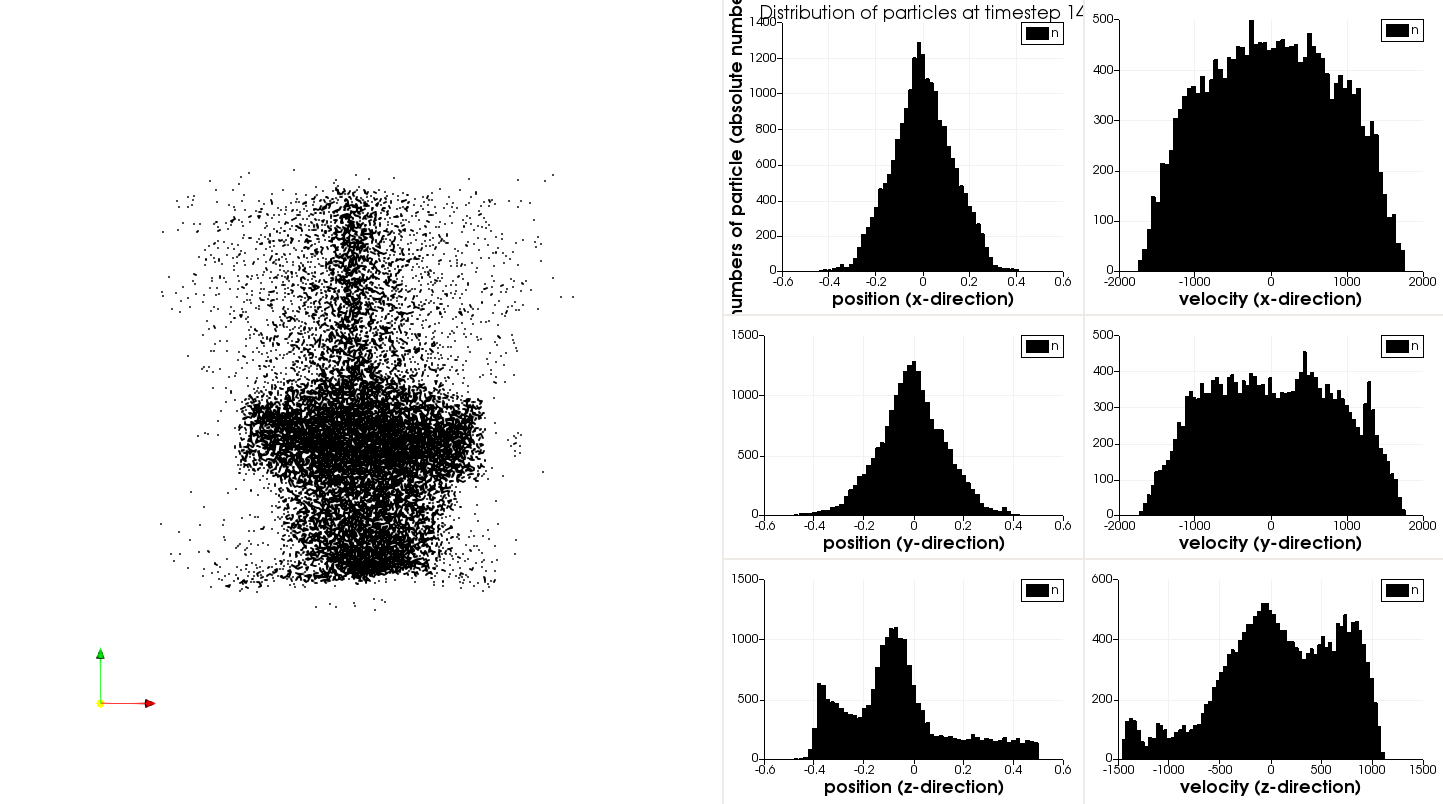 Distribution of particles at timestep 14
numbers of particle (absolute numbe
1400
1200
1000
800
600
400
200
0
-0.6 -0.4 -0.2 0 0.2 0.4 0.6
position (x-direction)
n
500
400
300
200
100
0
-2000 -1000 0 1000 2000
velocity (x-direction)
n
1500
1000
500
0
-0.6 -0.4 -0.2 0 0.2 0.4 0.6
position (y-direction)
n
500
400
300
200
100
0
-2000 -1000 0 1000 2000
velocity (y-direction)
n
1500
1000
500
0
-0.6 -0.4 -0.2 0 0.2 0.4 0.6
position (z-direction)
n
600
400
200
0
-1500 -1000 -500 0 500 1000 1500
velocity (z-direction)
n